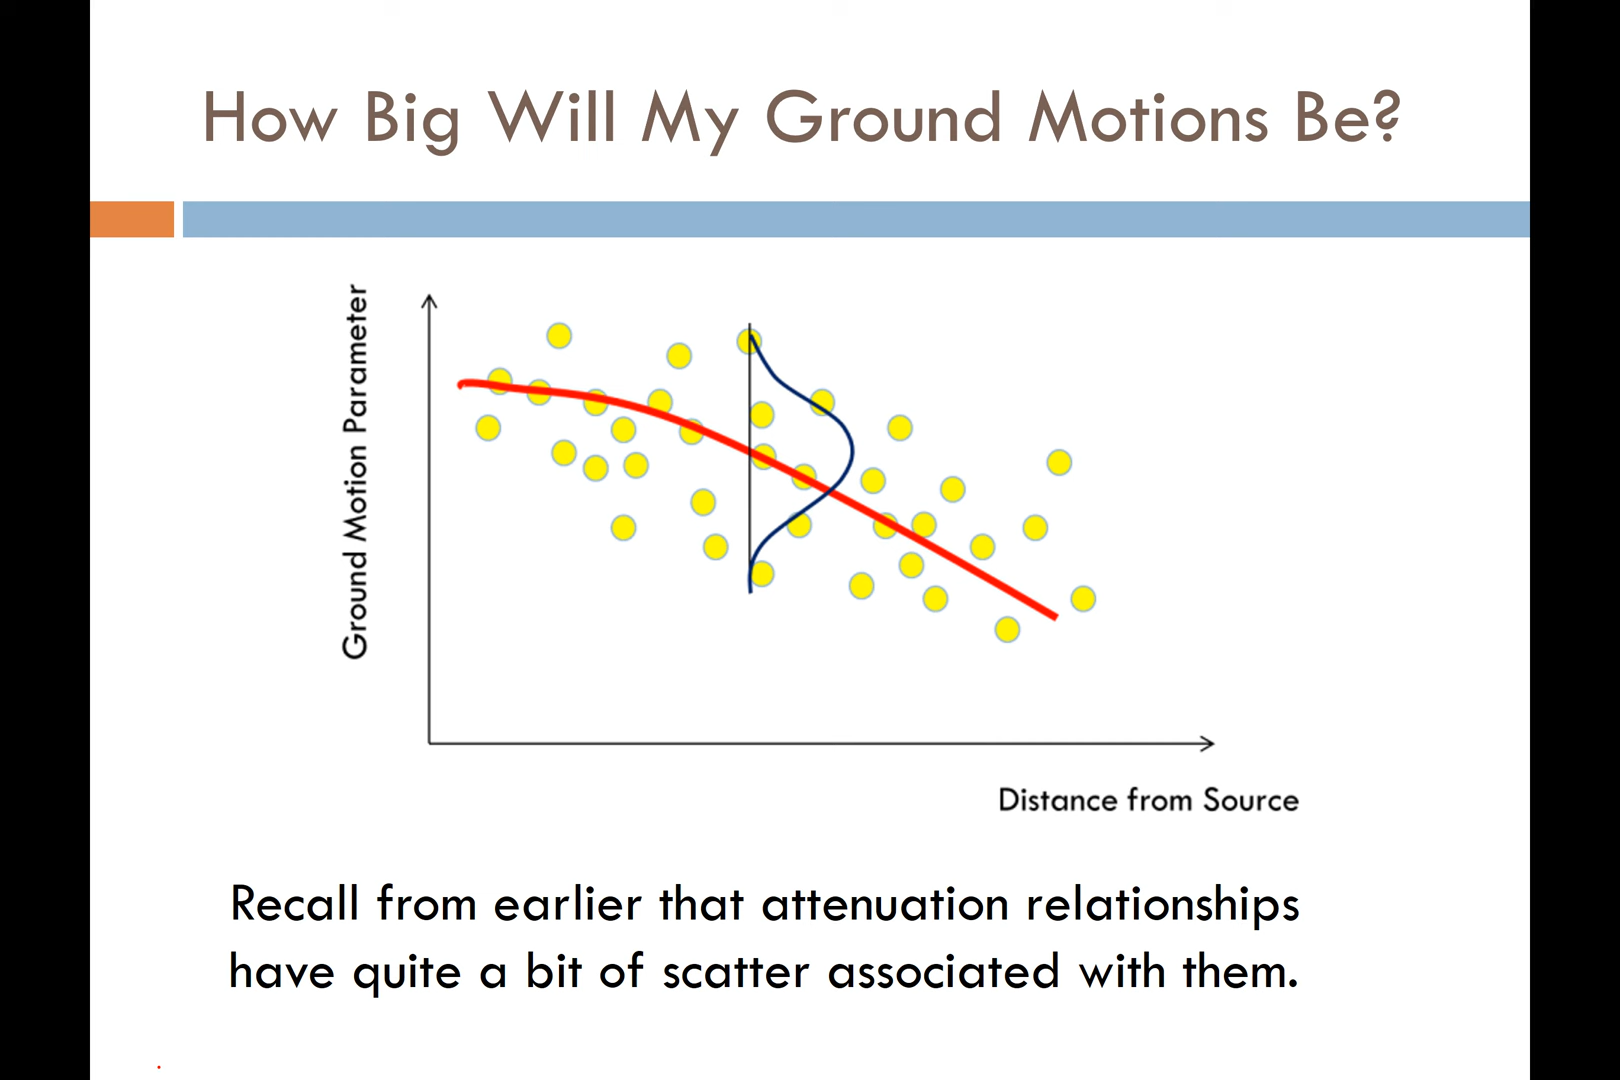 How Big Will My Ground Motions Be?
Ground Motion Parameter
Distance from Source
Recall from earlier that attenuation relationships
have quite a bit of scatter associated with them.